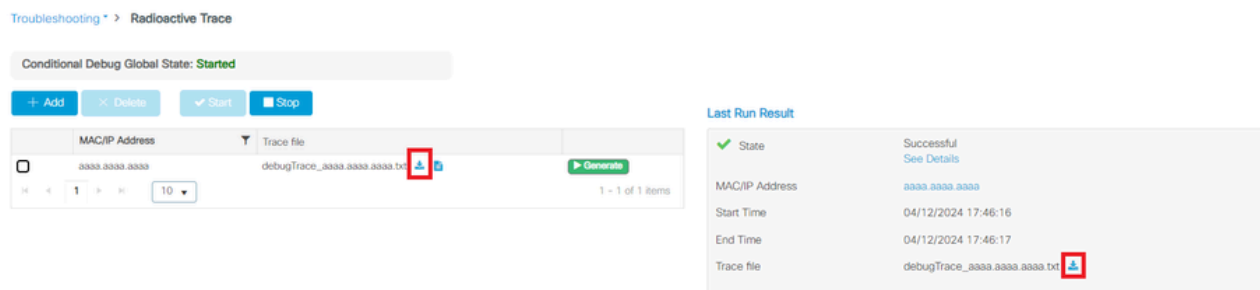 Troubleshooting > Radioactive Trace
Conditional Debug Global State: Started
+ Add × Delete ✔ Start Stop
MAC/IP Address Trace file
aaaa.aaaa.aaaa debugTrace_aaaa.aaaa.aaaa.txt Generate
1 10 1 - 1 of 1 items
Last Run Result
State Successful
See Details
MAC/IP Address aaaa.aaaa.aaaa
Start Time 04/12/2024 17:46:16
End Time 04/12/2024 17:46:17
Trace file debugTrace_aaaa.aaaa.aaaa.txt